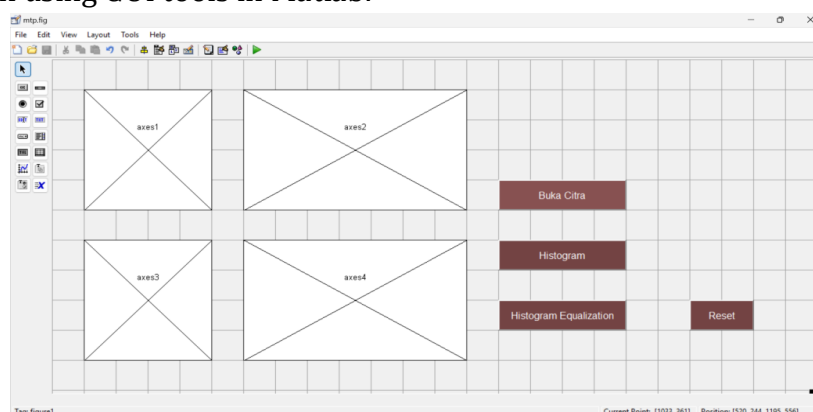 using GUI tools in Matlab.
mtp.fig
File Edit View Layout Tools Help
axes1
axes2
Buka Citra
Histogram
axes3
axes4
Histogram Equalization
Reset
Tag: figure1
Current Point: [1033, 361] Position: [520, 244, 1195, 556]